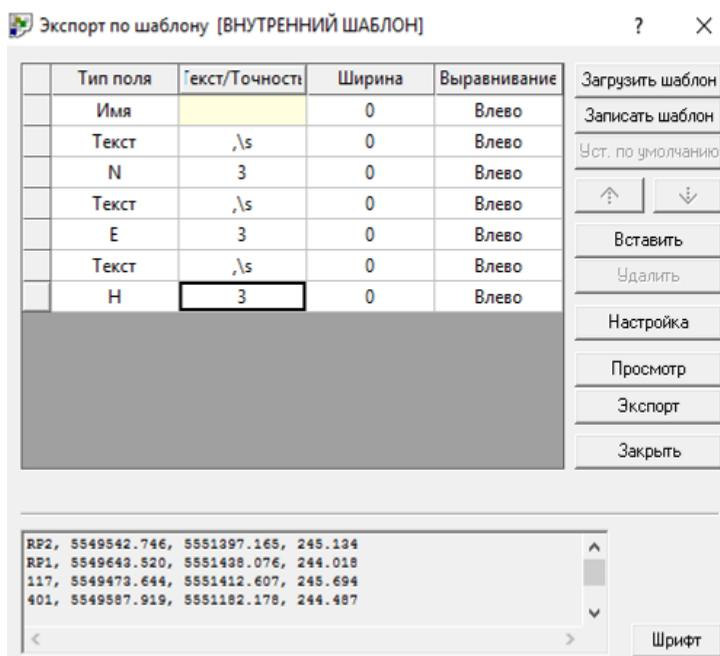 Экспорт по шаблону [ВНУТРЕННИЙ ШАБЛОН] ? ×
Тип поля Текст/Точность Ширина Выравнивание
Имя 0 Влево
Текст ,\s 0 Влево
N 3 0 Влево
Текст ,\s 0 Влево
E 3 0 Влево
Текст ,\s 0 Влево
H 3 0 Влево
Загрузить шаблон
Записать шаблон
Уст. по умолчанию
Вставить
Удалить
Настройка
Просмотр
Экспорт
Закрыть
RP2, 5549542.746, 5551397.165, 245.134
RP1, 5549643.520, 5551438.076, 244.018
117, 5549473.644, 5551412.607, 245.694
401, 5549587.919, 5551182.178, 244.487
Шрифт